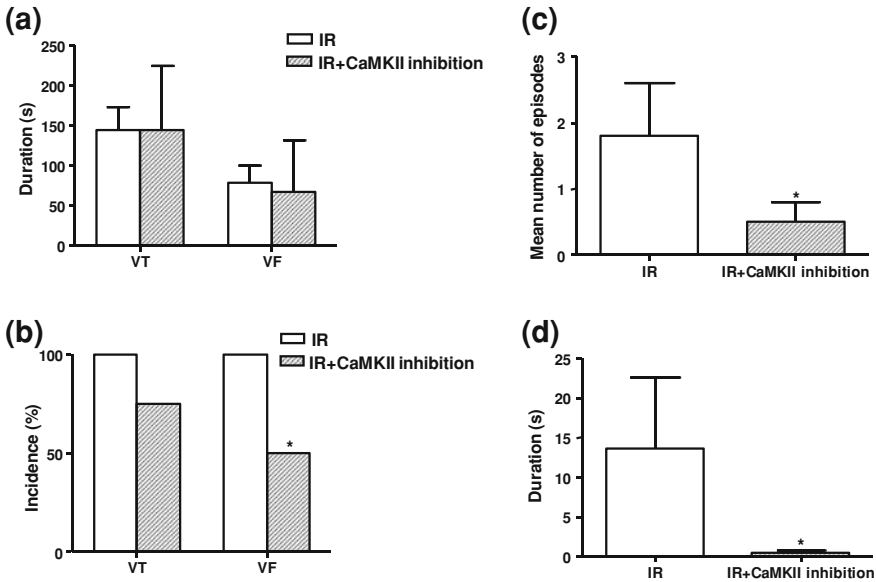 (a)
IR
IR+CaMKII inhibition
Duration (s)
250
200
150
100
50
0
VT
VF
(b)
IR
IR+CaMKII inhibition
Incidence (%)
100
50
0
*
VT
VF
(c)
Mean number of episodes
3
2
1
0
*
IR
IR+CaMKII inhibition
(d)
Duration (s)
25
20
15
10
5
0
*
IR
IR+CaMKII inhibition